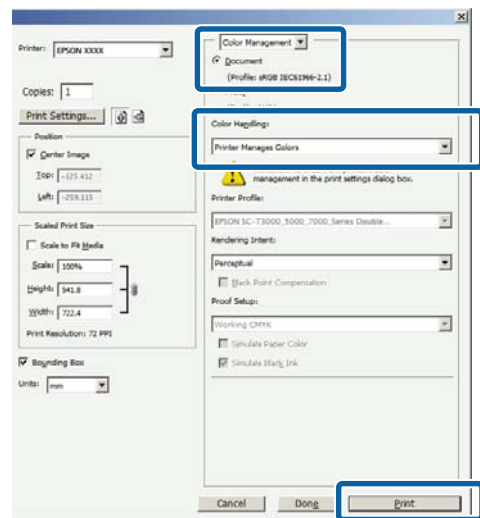 Printer: EPSON XXXX
Copies: 1
Print Settings...
Position
Center Image
Top: -125.412
Left: -259.115
Scaled Print Size
Scale to Fit Media
Scale: 100%
Height: 541.8
Width: 722.4
Print Resolution: 72 PPI
Bounding Box
Units: mm
Color Management
Document
(Profile: sRGB IEC61966-2.1)
Color Handling:
Printer Manages Colors
management in the print settings dialog box.
Printer Profile:
EPSON SC-T3000_5000_7000_Series Double...
Rendering Intent:
Perceptual
Black Point Compensation
Proof Setup:
Working CMYK
Simulate Paper Color
Simulate Black Ink
Cancel
Done
Print